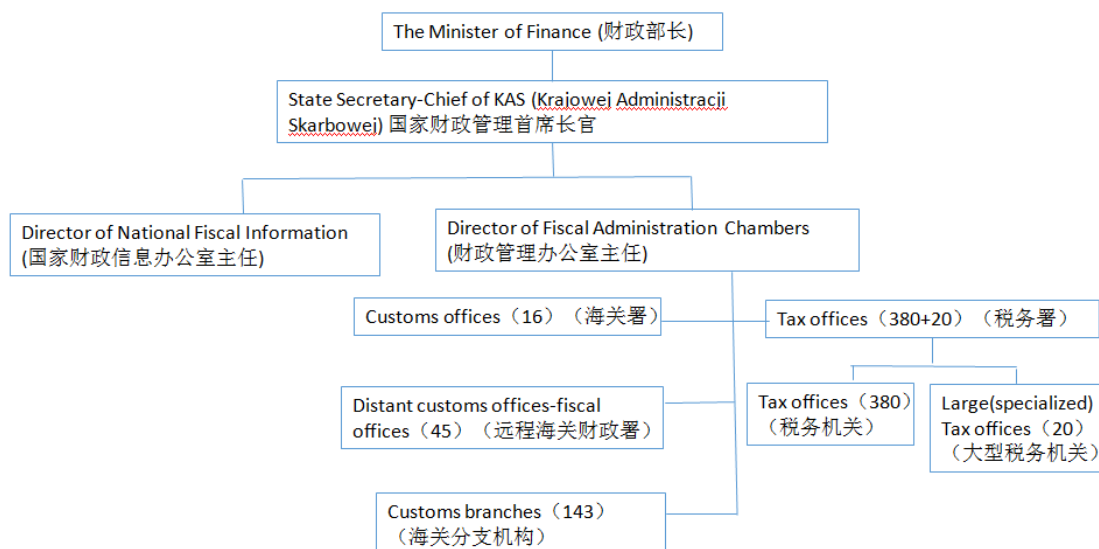 The Minister of Finance (财政部长)
State Secretary-Chief of KAS (Krajowej Administracji
Skarbowej) 国家财政管理首席长官
Director of National Fiscal Information
(国家财政信息办公室主任)
Director of Fiscal Administration Chambers
(财政管理办公室主任)
Customs offices（16）（海关署）
Tax offices（380+20）（税务署）
Distant customs offices-fiscal
offices（45）（远程海关财政署）
Tax offices（380）
（税务机关）
Large(specialized)
Tax offices（20）
（大型税务机关）
Customs branches（143）
（海关分支机构）